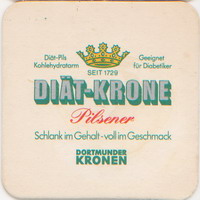 Diät-Pils
Kohlehydratarm
Geeignet
für Diabetiker
SEIT 1729
DIÄT-KRONE
Pilsener
Schlank im Gehalt-voll im Geschmack
DORTMUNDER
KRONEN